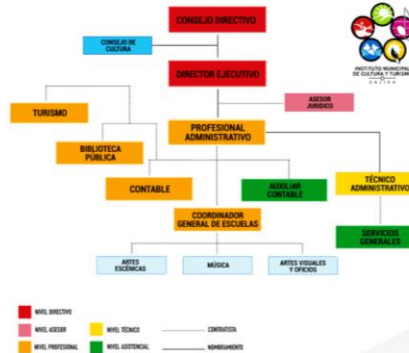 CONSEJO DIRECTIVO
CONSEJO DE
CULTURA
DIRECTOR EJECUTIVO
INSTITUTO MUNICIPAL
DE CULTURA Y TURISMO
CAJICÁ
ASESOR
JURIDICO
TURISMO
PROFESIONAL
ADMINISTRATIVO
BIBLIOTECA
PÚBLICA
CONTABLE
AUXILIAR
CONTABLE
TÉCNICO
ADMINISTRATIVO
COORDINADOR
GENERAL DE ESCUELAS
SERVICIOS
GENERALES
ARTES
ESCÉNICAS
MÚSICA
ARTES VISUALES
Y OFICIOS
NIVEL DIRECTIVO
NIVEL ASESOR
NIVEL TÉCNICO
CONTRATISTA
NIVEL PROFESIONAL
NIVEL ASISTENCIAL
NOMBRAMIENTO